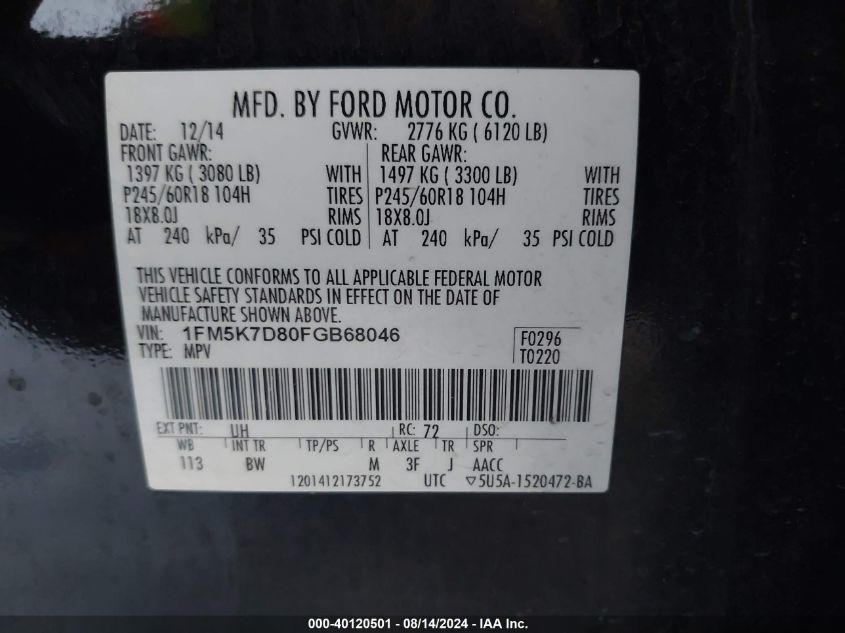 MFD. BY FORD MOTOR CO.
DATE: 12/14 GVWR: 2776 KG ( 6120 LB)
FRONT GAWR: REAR GAWR:
1397 KG ( 3080 LB) WITH 1497 KG ( 3300 LB) WITH
P245/60R18 104H TIRES P245/60R18 104H TIRES
18X8.0J RIMS 18X8.0J RIMS
AT 240 kPa/ 35 PSI COLD AT 240 kPa/ 35 PSI COLD
THIS VEHICLE CONFORMS TO ALL APPLICABLE FEDERAL MOTOR
VEHICLE SAFETY STANDARDS IN EFFECT ON THE DATE OF
MANUFACTURE SHOWN ABOVE.
VIN: 1FM5K7D80FGB68046 F0296
TYPE: MPV T0220
EXT PNT: UH RC: 72 DSO:
WB INT TR TP/PS R AXLE TR SPR
113 BW M 3F J AACC
1201412173752 UTC ▽5U5A-1520472-BA
000-40120501 - 08/14/2024 - IAA Inc.